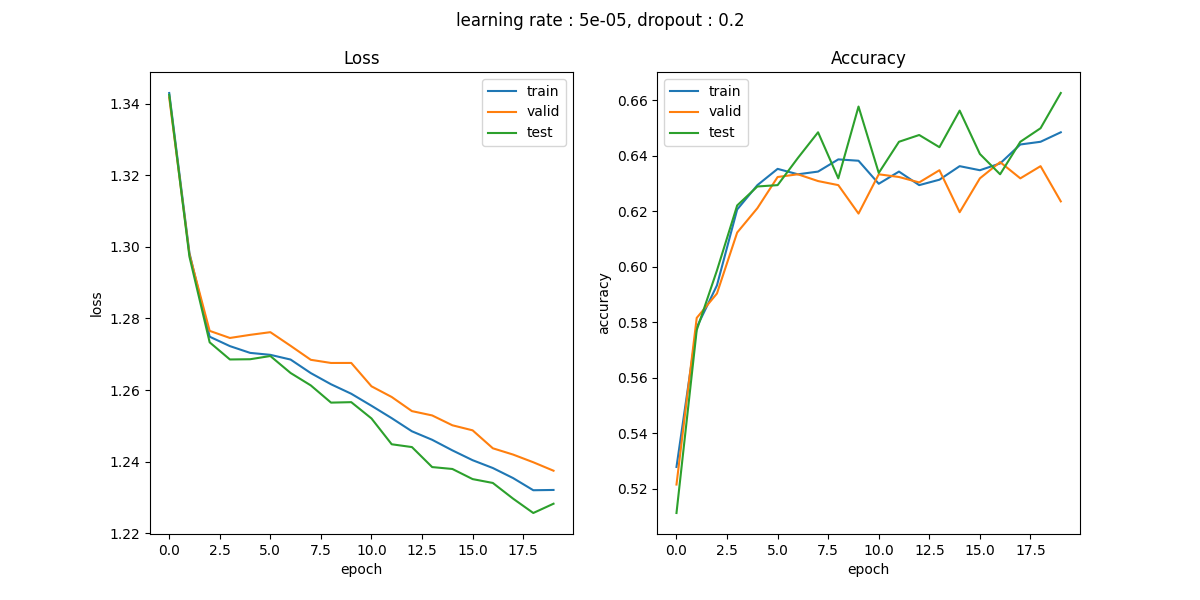 learning rate : 5e-05, dropout : 0.2
Loss
train
valid
test
1.34
1.32
1.30
1.28
1.26
1.24
1.22
loss
0.0 2.5 5.0 7.5 10.0 12.5 15.0 17.5
epoch
Accuracy
train
valid
test
0.66
0.64
0.62
0.60
0.58
0.56
0.54
0.52
accuracy
0.0 2.5 5.0 7.5 10.0 12.5 15.0 17.5
epoch